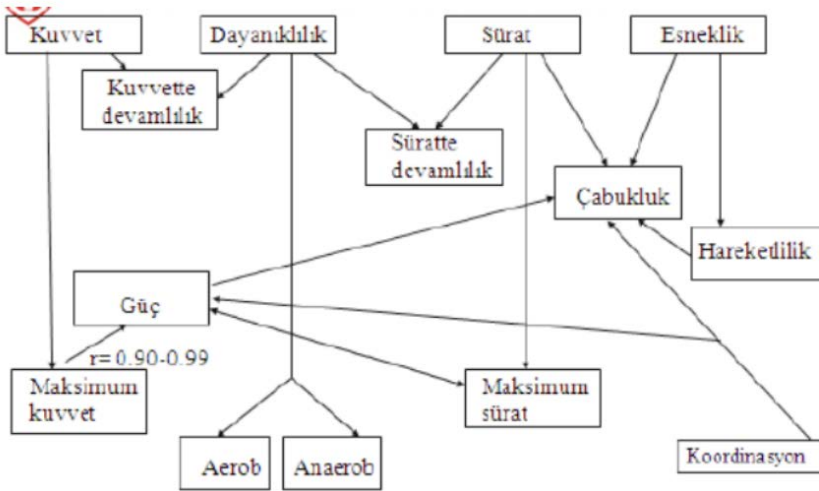 Kuvvet
Dayanıklılık
Sürat
Esneklik
Kuvvette
devamlılık
Süratte
devamlılık
Çabukluk
Hareketlilik
Güç
r= 0.90-0.99
Maksimum
kuvvet
Maksimum
sürat
Aerob
Anaerob
Koordinasyon